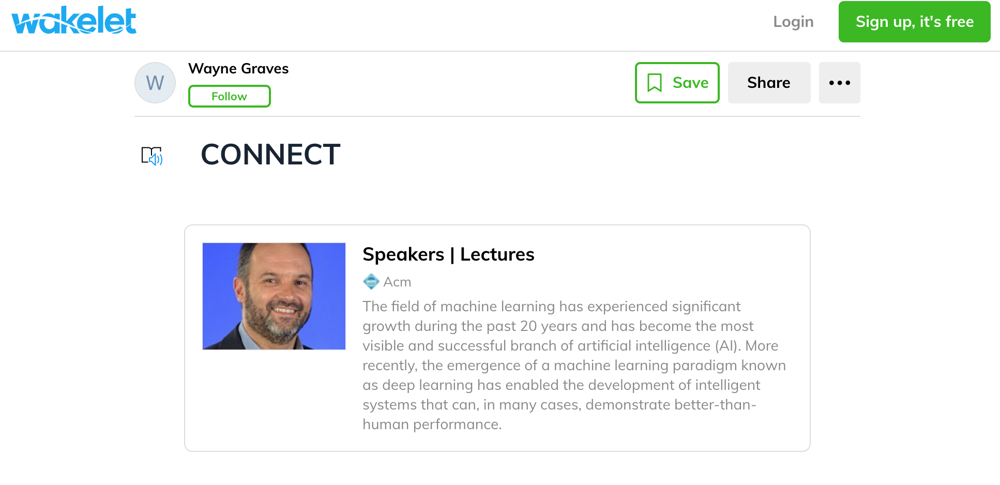 wakelet
Login
Sign up, it's free
W
Wayne Graves
Follow
Save
Share
CONNECT
Speakers | Lectures
Acm
The field of machine learning has experienced significant
growth during the past 20 years and has become the most
visible and successful branch of artificial intelligence (AI). More
recently, the emergence of a machine learning paradigm known
as deep learning has enabled the development of intelligent
systems that can, in many cases, demonstrate better-than-
human performance.